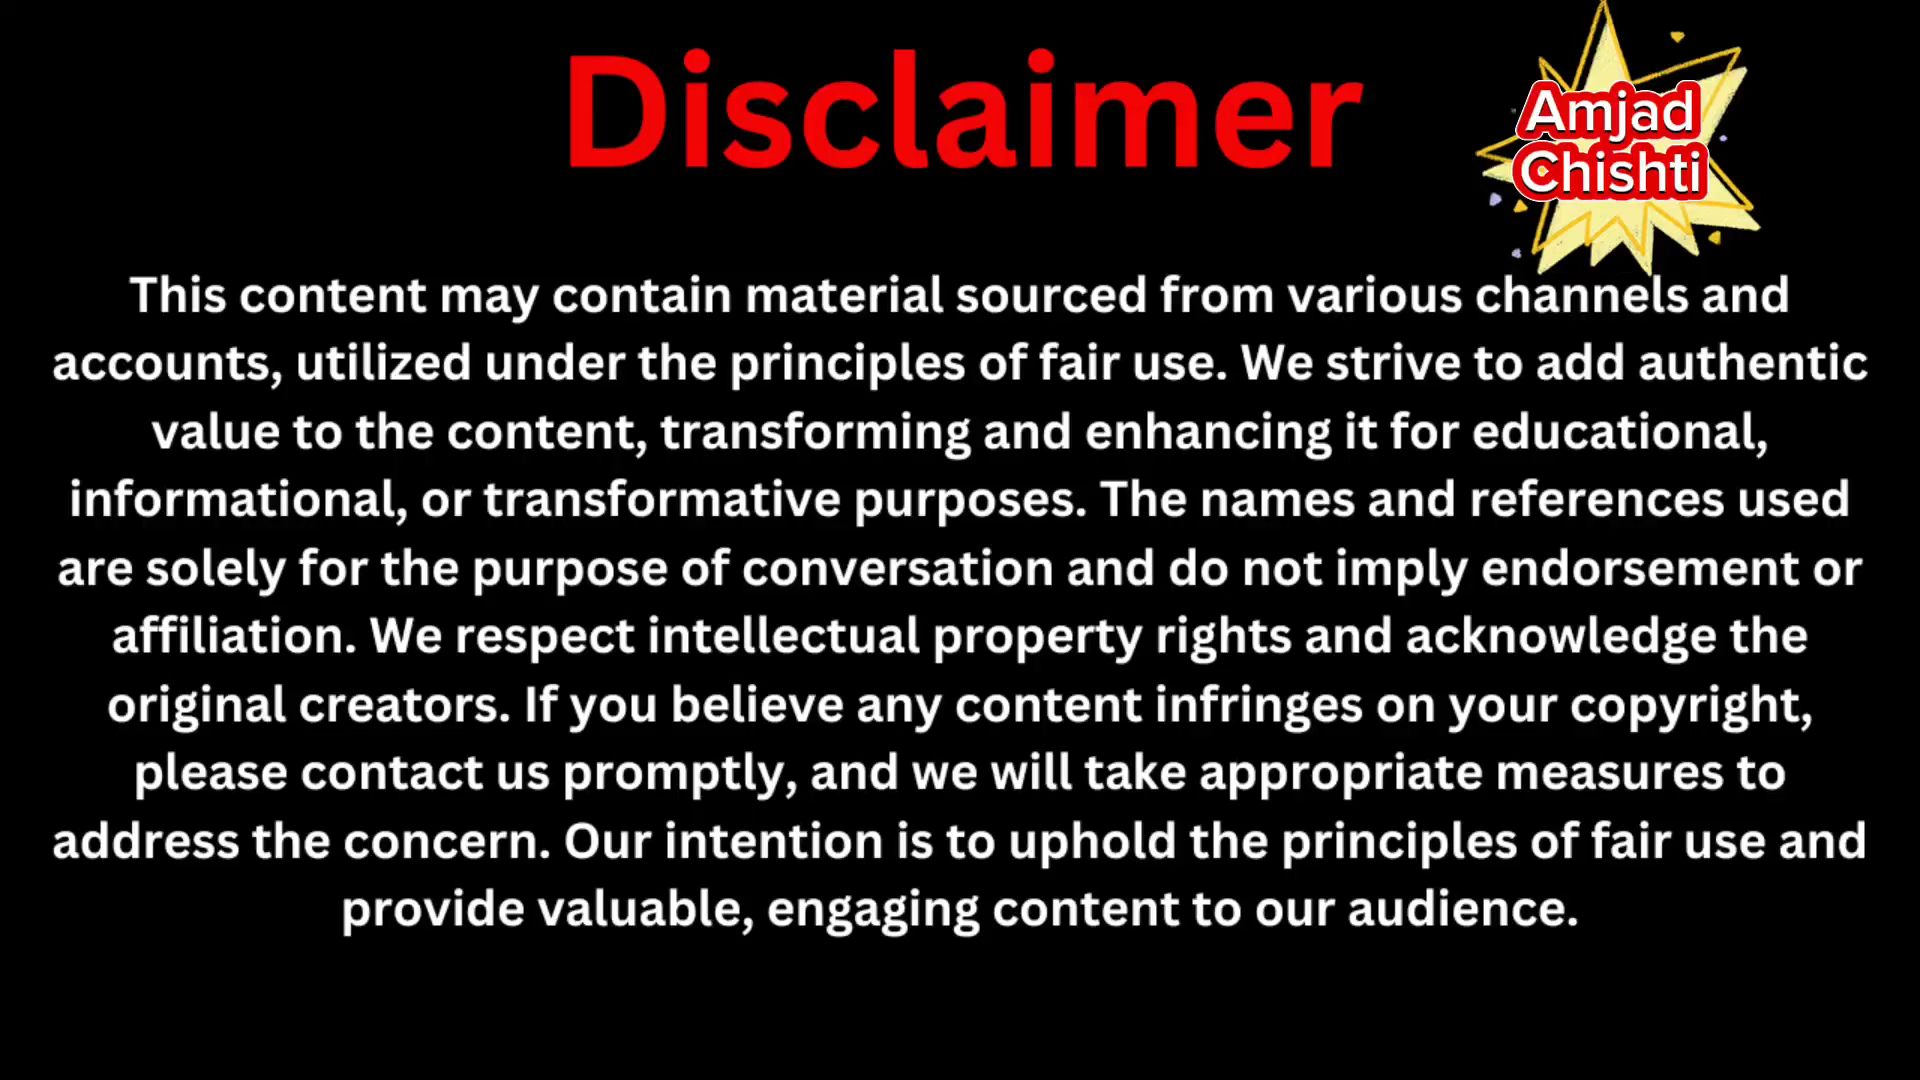 Disclaimer
Amjad
Chishti
This content may contain material sourced from various channels and
accounts, utilized under the principles of fair use. We strive to add authentic
value to the content, transforming and enhancing it for educational,
informational, or transformative purposes. The names and references used
are solely for the purpose of conversation and do not imply endorsement or
affiliation. We respect intellectual property rights and acknowledge the
original creators. If you believe any content infringes on your copyright,
please contact us promptly, and we will take appropriate measures to
address the concern. Our intention is to uphold the principles of fair use and
provide valuable, engaging content to our audience.